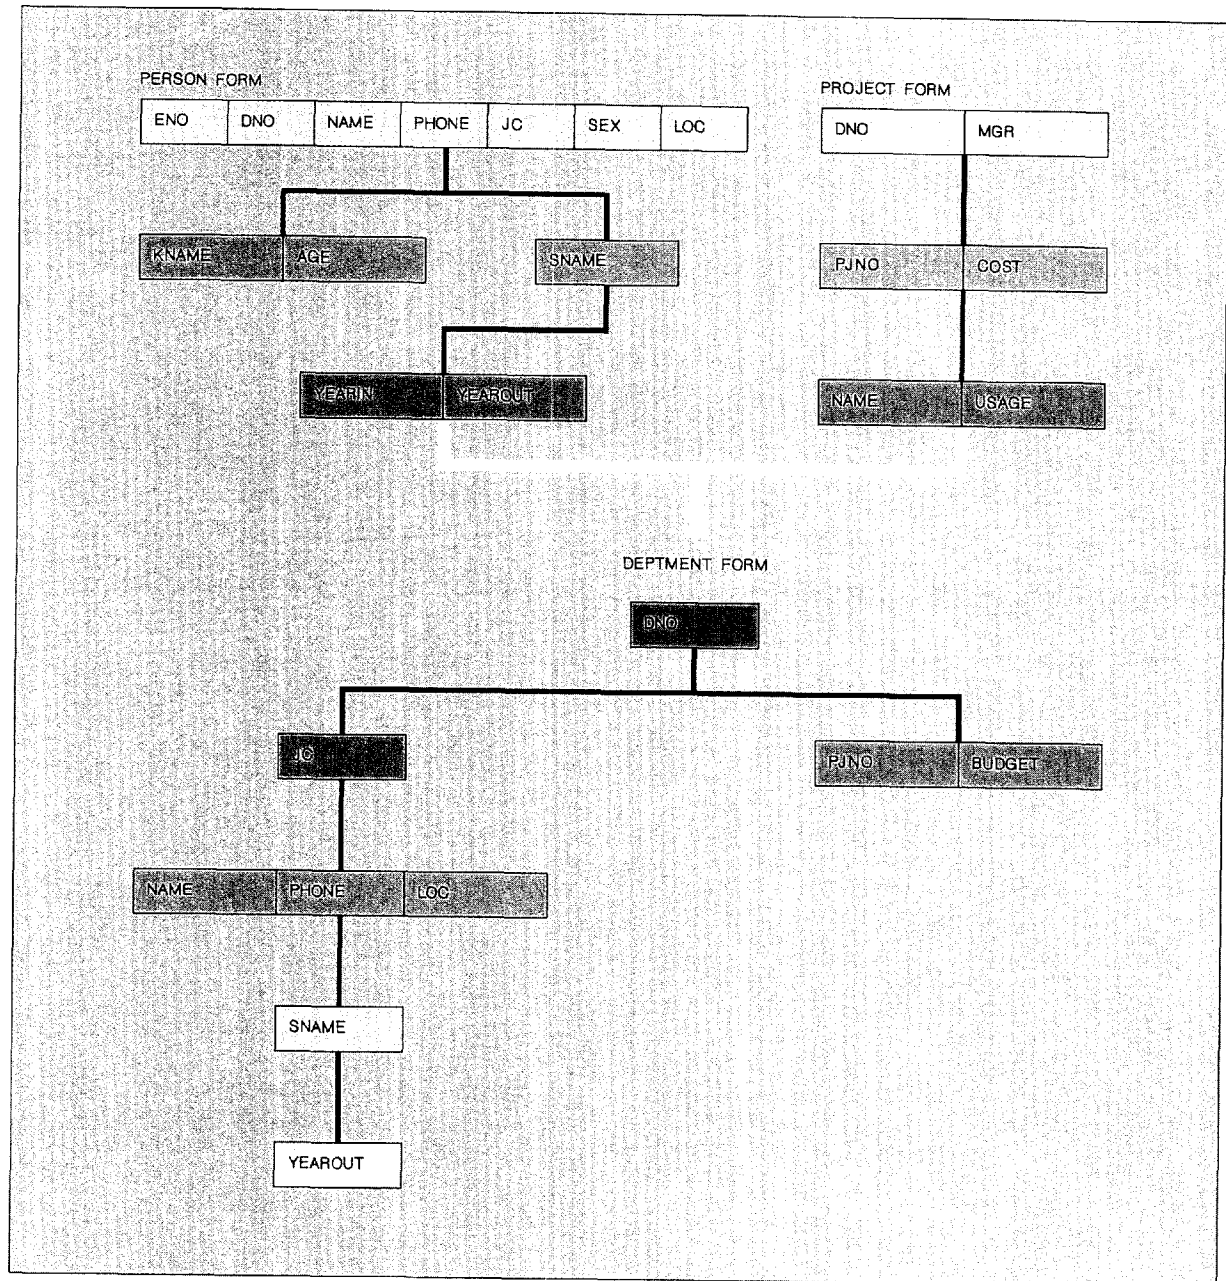 PERSON FORM
ENO DNO NAME PHONE JC SEX LOC
KNAME AGE
SNAME
YEARIN YEAROUT
PROJECT FORM
DNO MGR
PJNO COST
NAME USAGE
DEPTMENT FORM
DNO
JC
PJNO BUDGET
NAME PHONE LOC
SNAME
YEAROUT